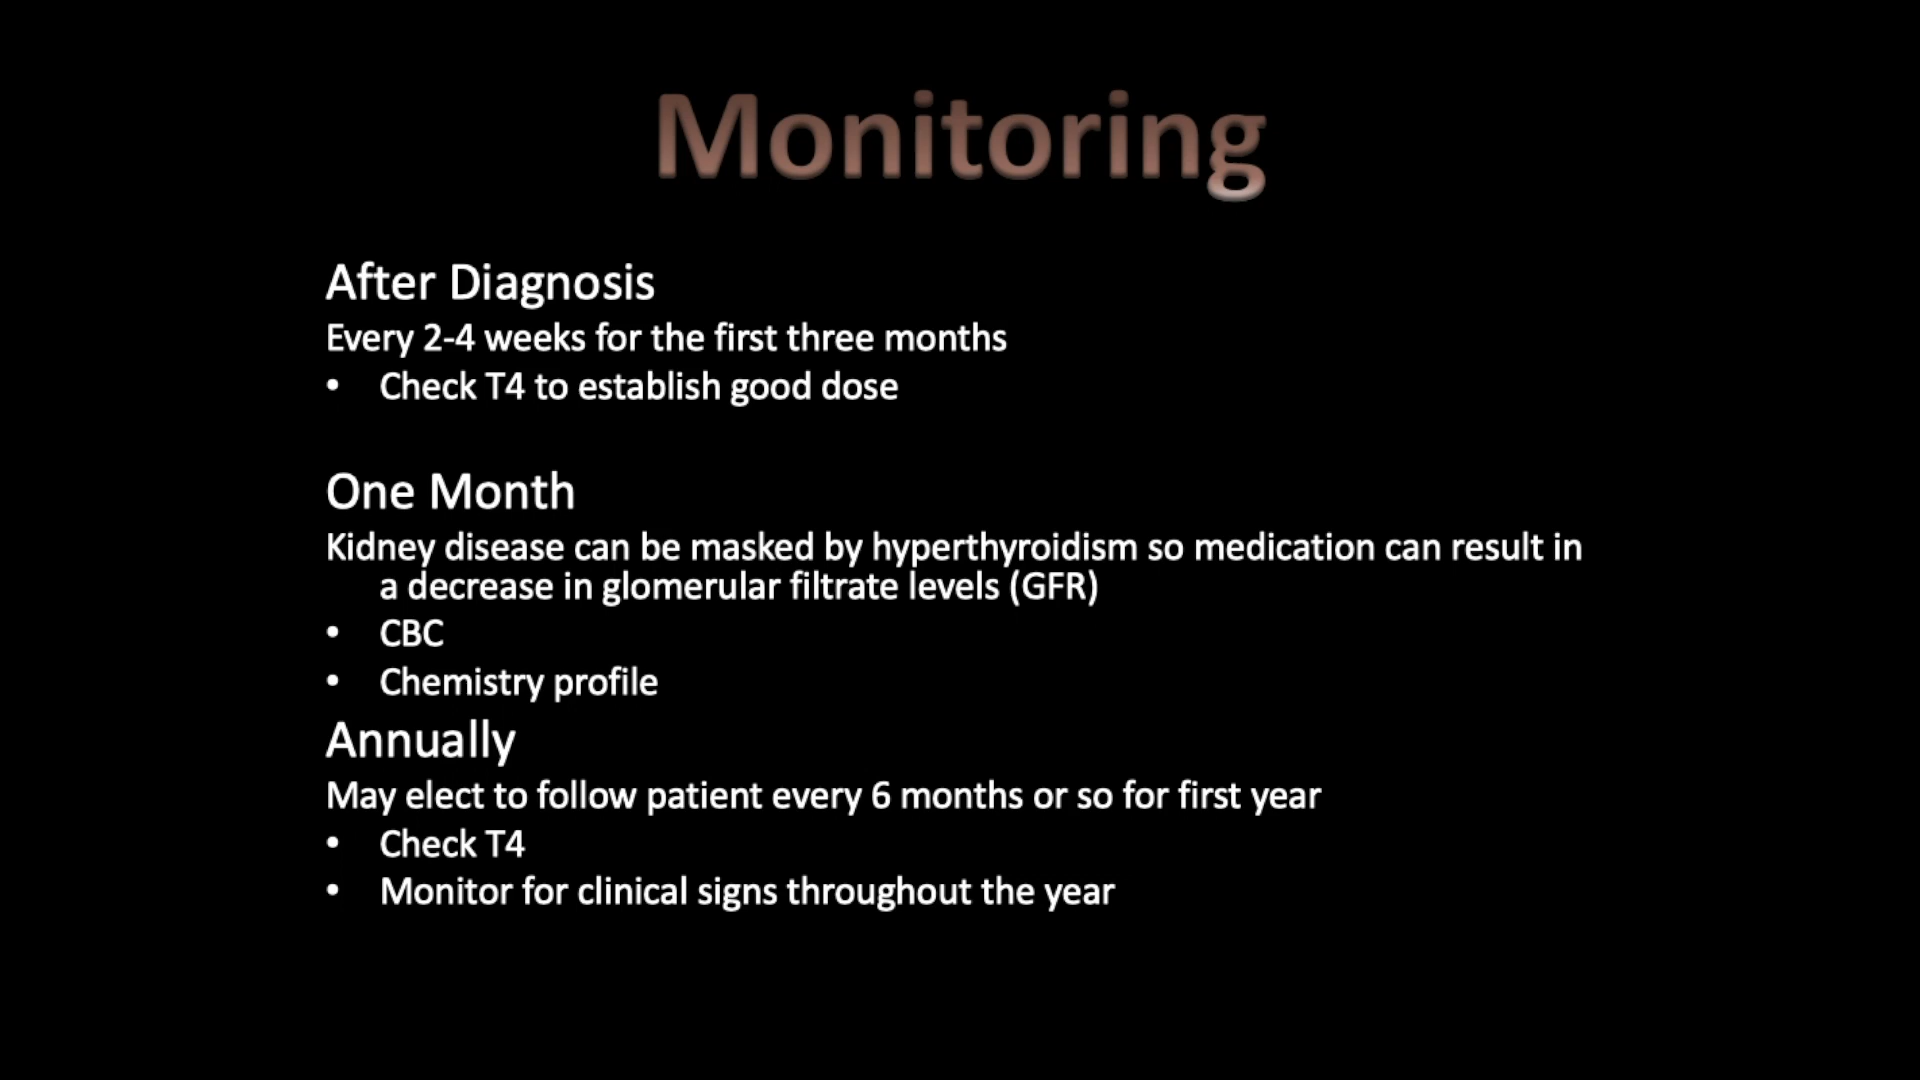 Monitoring
After Diagnosis
Every 2-4 weeks for the first three months
• Check T4 to establish good dose
One Month
Kidney disease can be masked by hyperthyroidism so medication can result in
a decrease in glomerular filtrate levels (GFR)
• CBC
• Chemistry profile
Annually
May elect to follow patient every 6 months or so for first year
• Check T4
• Monitor for clinical signs throughout the year